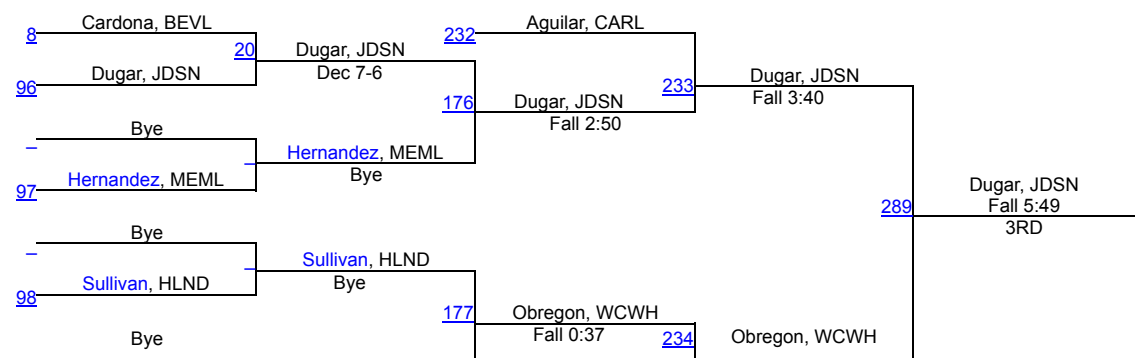 Cardona, BEVL
8
20
Dugar, JDSN
96
Dugar, JDSN
Dec 7-6
Aguilar, CARL
232
176
Dugar, JDSN
Fall 2:50
233
Dugar, JDSN
Fall 3:40
Bye
–
–
Hernandez, MEML
97
Hernandez, MEML
Bye
289
Dugar, JDSN
Fall 5:49
3RD
Bye
–
–
Sullivan, HLND
98
Sullivan, HLND
Bye
177
Obregon, WCWH
Fall 0:37
234
Obregon, WCWH
Bye